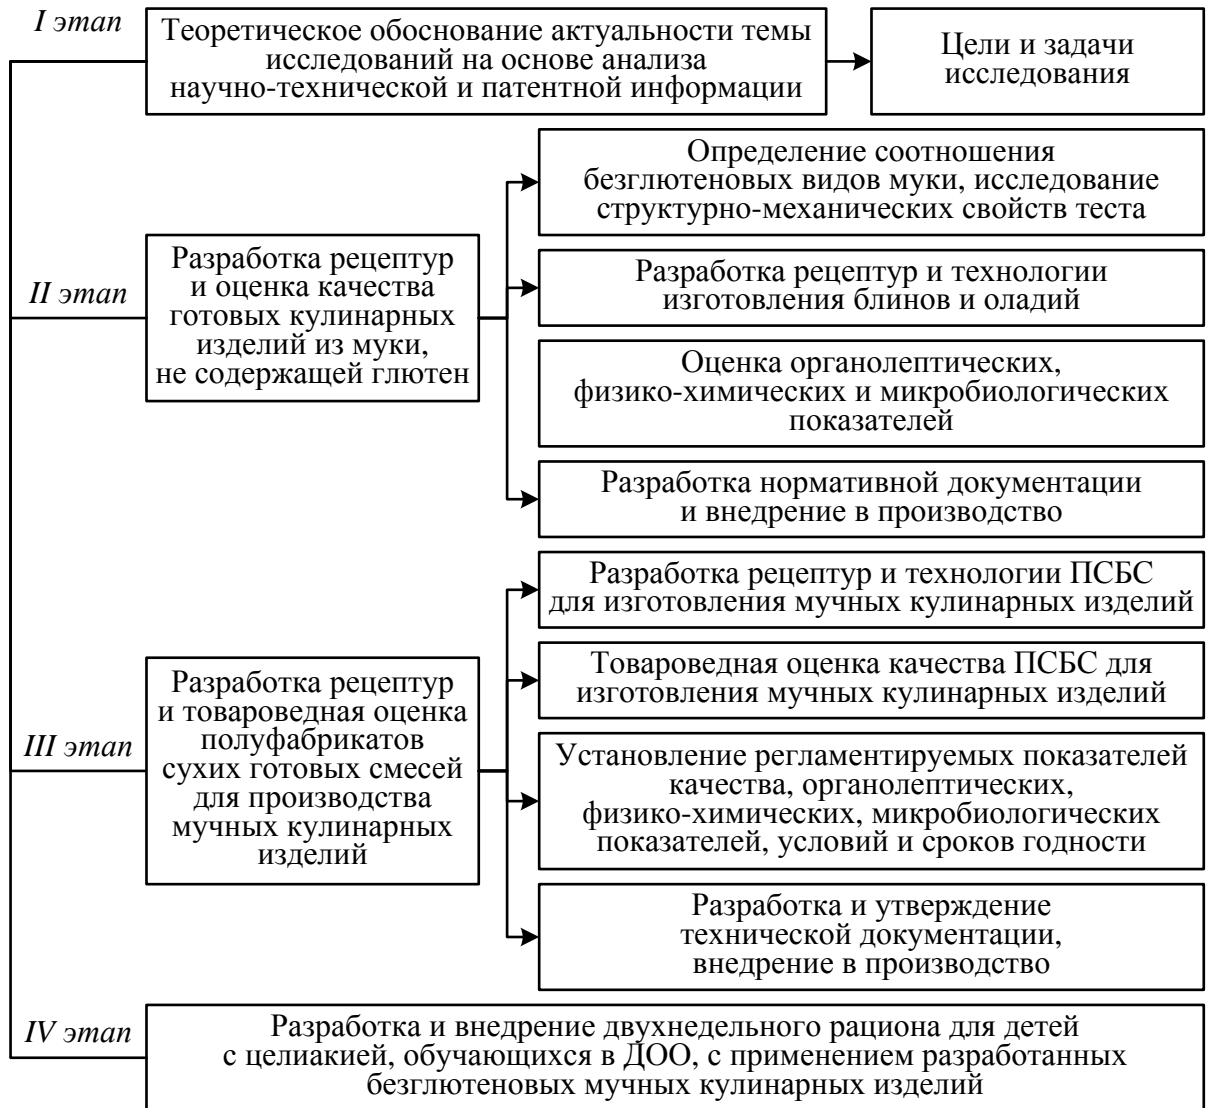 I этап
Теоретическое обоснование актуальности темы
исследований на основе анализа
научно-технической и патентной информации
Цели и задачи
исследования
II этап
Разработка рецептур
и оценка качества
готовых кулинарных
изделий из муки,
не содержащей глютен
Определение соотношения
безглютеновых видов муки, исследование
структурно-механических свойств теста
Разработка рецептур и технологии
изготовления блинов и оладий
Оценка органолептических,
физико-химических и микробиологических
показателей
Разработка нормативной документации
и внедрение в производство
III этап
Разработка рецептур
и товароведная оценка
полуфабрикатов
сухих готовых смесей
для производства
мучных кулинарных
изделий
Разработка рецептур и технологии ПСБС
для изготовления мучных кулинарных изделий
Товароведная оценка качества ПСБС для
изготовления мучных кулинарных изделий
Установление регламентируемых показателей
качества, органолептических,
физико-химических, микробиологических
показателей, условий и сроков годности
Разработка и утверждение
технической документации,
внедрение в производство
IV этап
Разработка и внедрение двухнедельного рациона для детей
с целиакией, обучающихся в ДОО, с применением разработанных
безглютеновых мучных кулинарных изделий